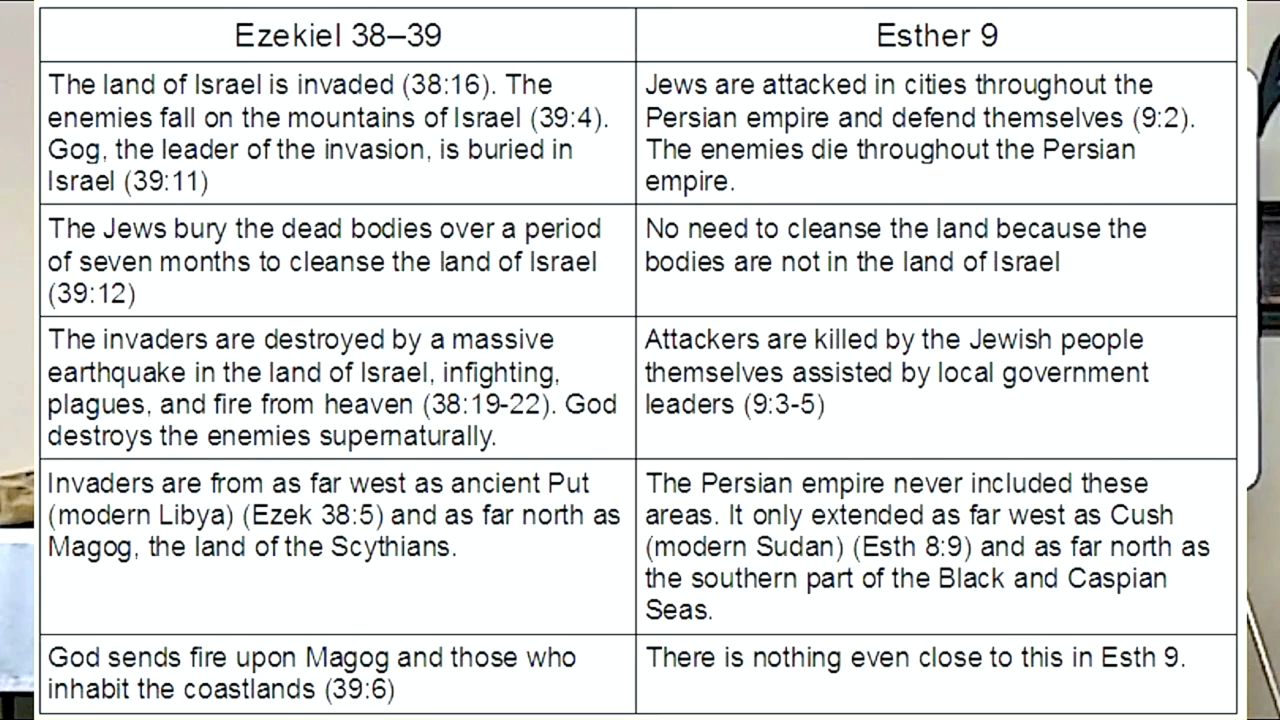 Ezekiel 38–39
Esther 9
The land of Israel is invaded (38:16). The
enemies fall on the mountains of Israel (39:4).
Gog, the leader of the invasion, is buried in
Israel (39:11)
Jews are attacked in cities throughout the
Persian empire and defend themselves (9:2).
The enemies die throughout the Persian
empire.
The Jews bury the dead bodies over a period
of seven months to cleanse the land of Israel
(39:12)
No need to cleanse the land because the
bodies are not in the land of Israel
The invaders are destroyed by a massive
earthquake in the land of Israel, infighting,
plagues, and fire from heaven (38:19-22). God
destroys the enemies supernaturally.
Attackers are killed by the Jewish people
themselves assisted by local government
leaders (9:3-5)
Invaders are from as far west as ancient Put
(modern Libya) (Ezek 38:5) and as far north as
Magog, the land of the Scythians.
The Persian empire never included these
areas. It only extended as far west as Cush
(modern Sudan) (Esth 8:9) and as far north as
the southern part of the Black and Caspian
Seas.
God sends fire upon Magog and those who
inhabit the coastlands (39:6)
There is nothing even close to this in Esth 9.